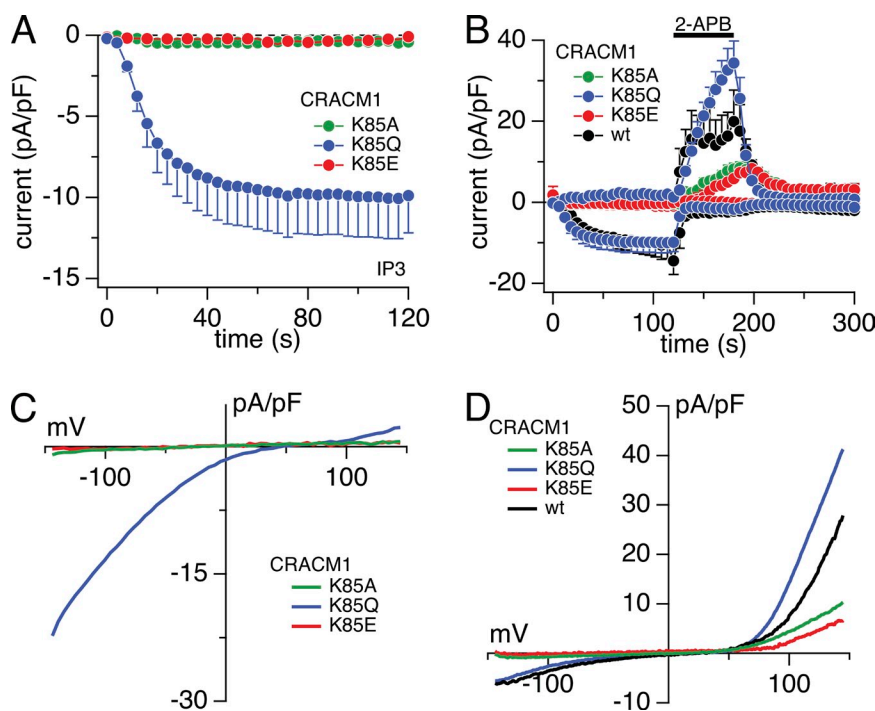 A
0
-5
-10
-15
current (pA/pF)
CRACM1
K85A
K85Q
K85E
IP3
0
40
80
120
time (s)
B
2-APB
40
20
0
-20
current (pA/pF)
CRACM1
K85A
K85Q
K85E
wt
0
100
200
300
time (s)
C
mV
pA/pF
-100
100
-15
-30
CRACM1
K85A
K85Q
K85E
D
50
pA/pF
40
30
20
10
-10
CRACM1
K85A
K85Q
K85E
wt
mV
-100
100